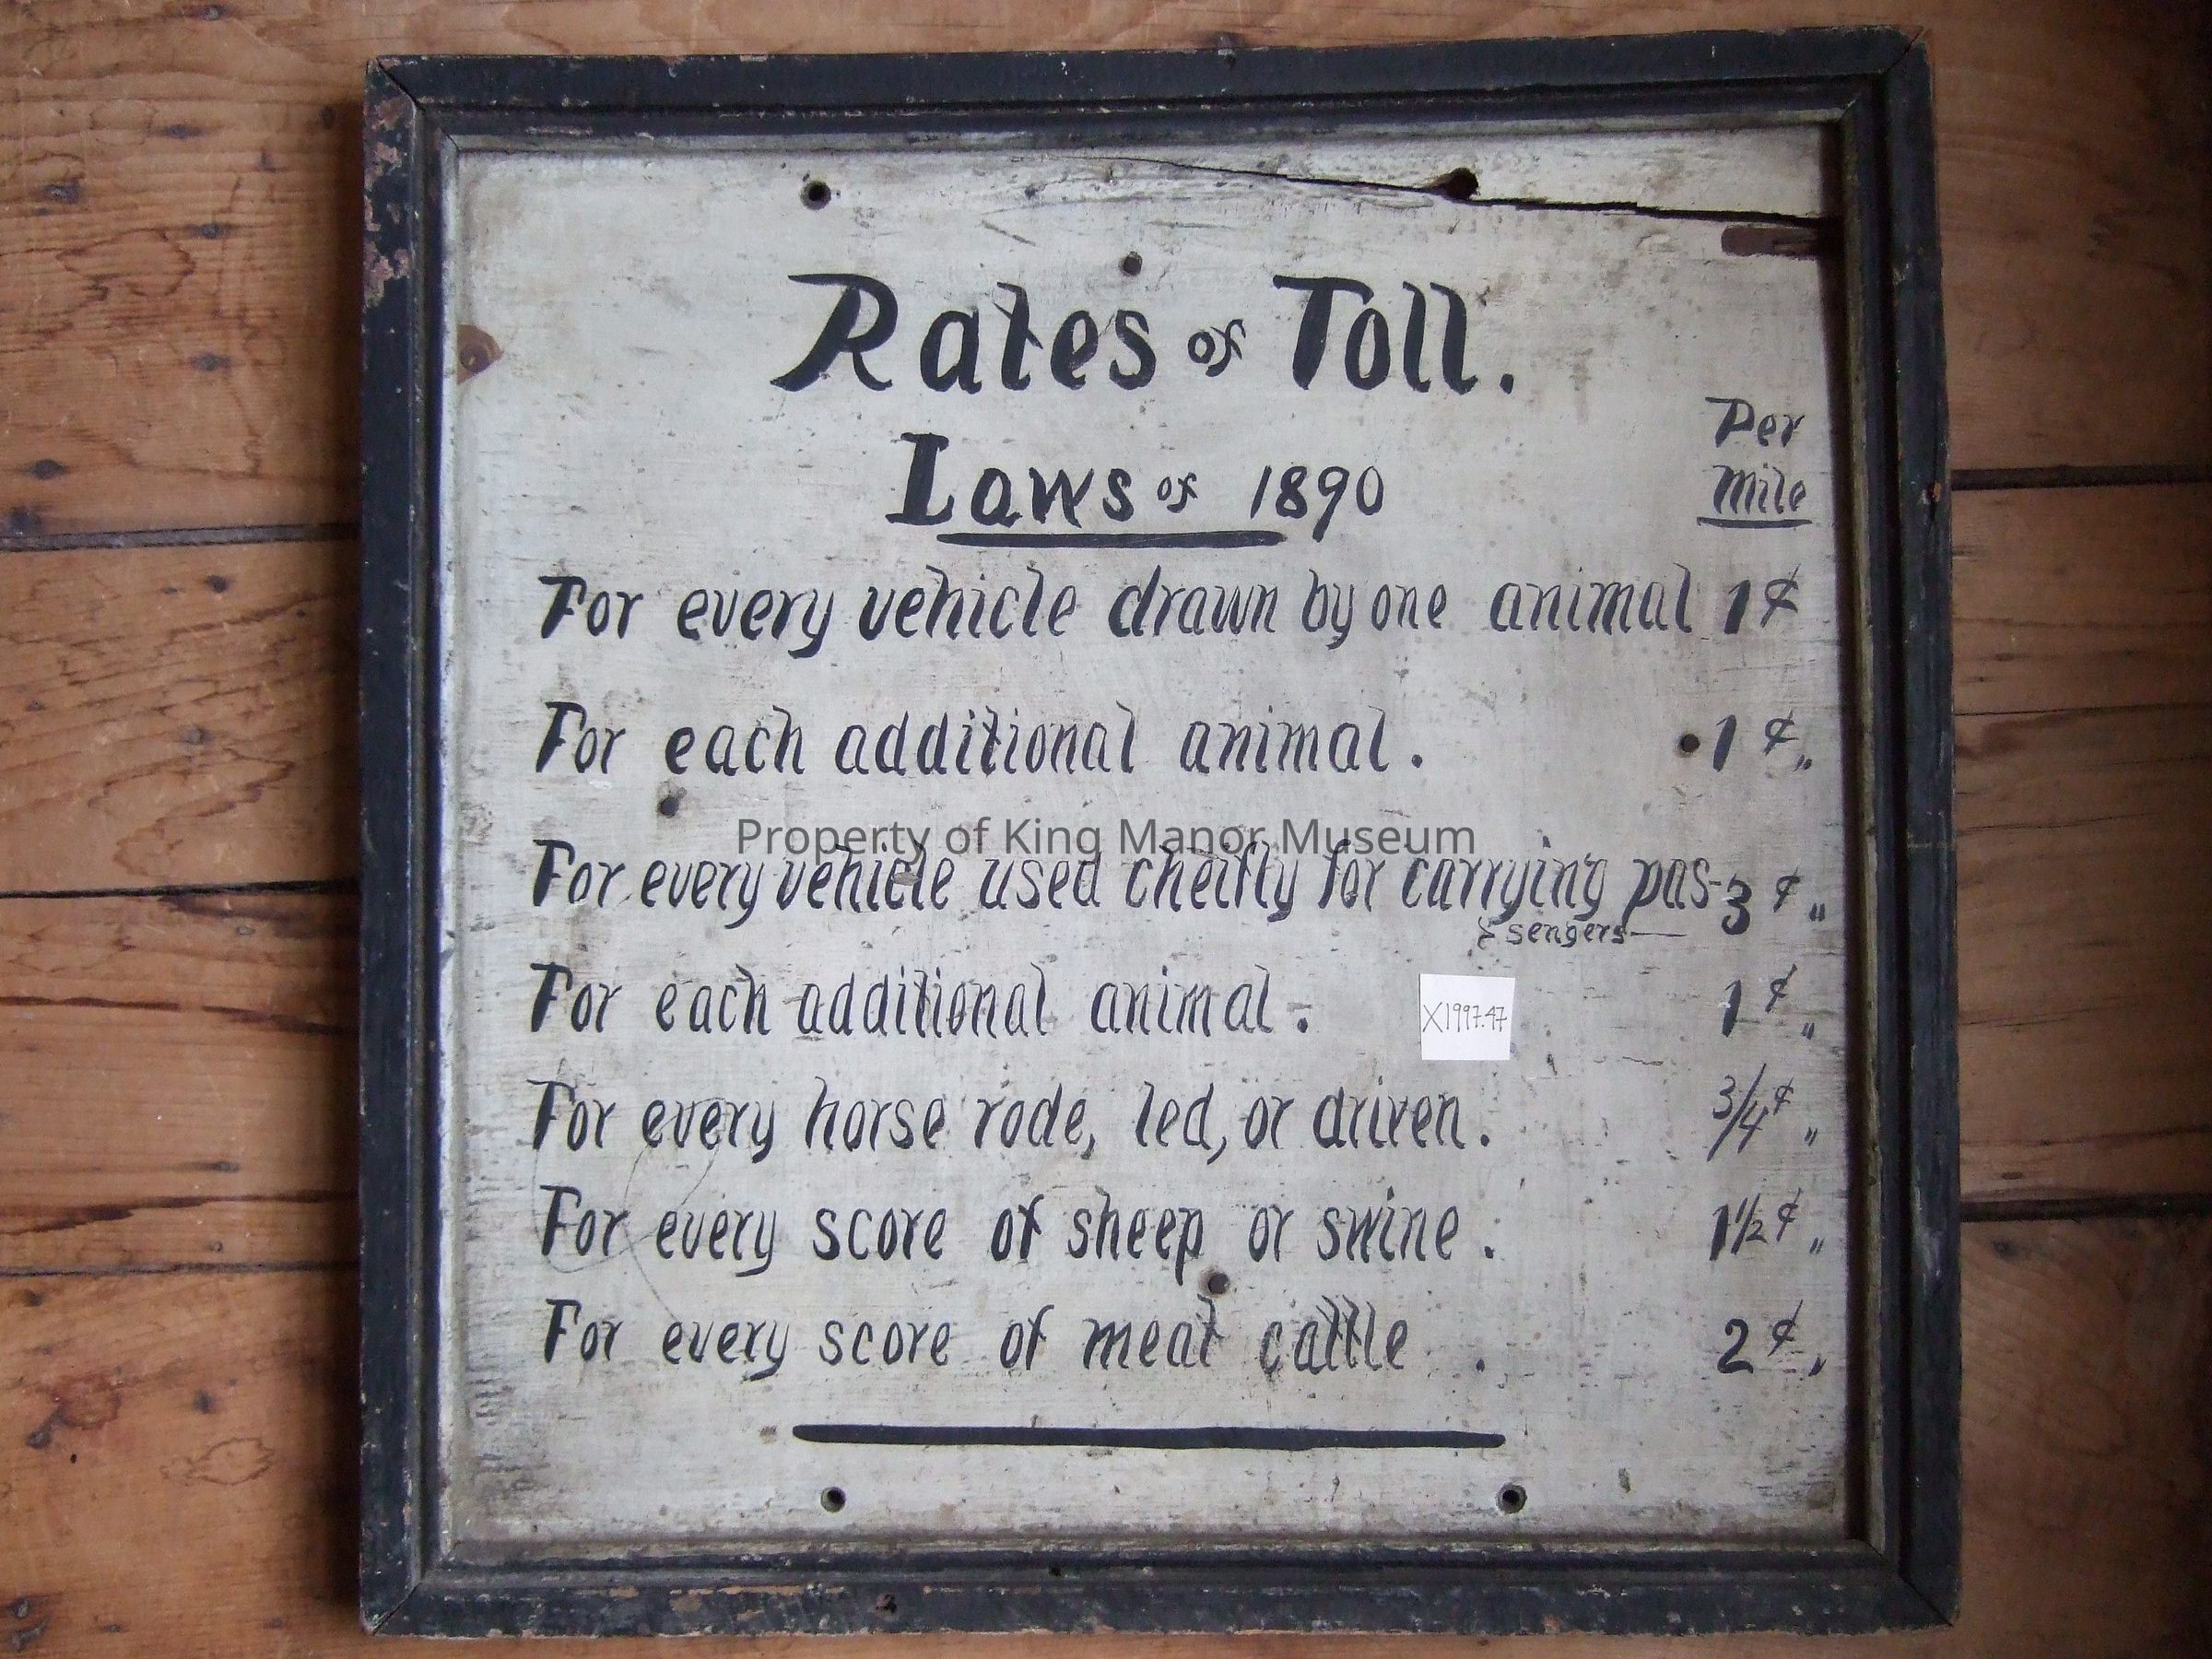 Rates of Toll.
Laws of 1890
Per
Mile
For every vehicle drawn by one animal 1¢
For each additional animal. 1¢ "
Property of King Manor Museum
For every vehicle used cheifly for carrying pas- 3¢ "
sengers—
For each additional animal. 1¢ "
X1997.47
For every horse rode, led, or driven. 3/4¢ "
For every score of sheep or swine. 1 1/2¢ "
For every score of meat cattle. 2¢ "